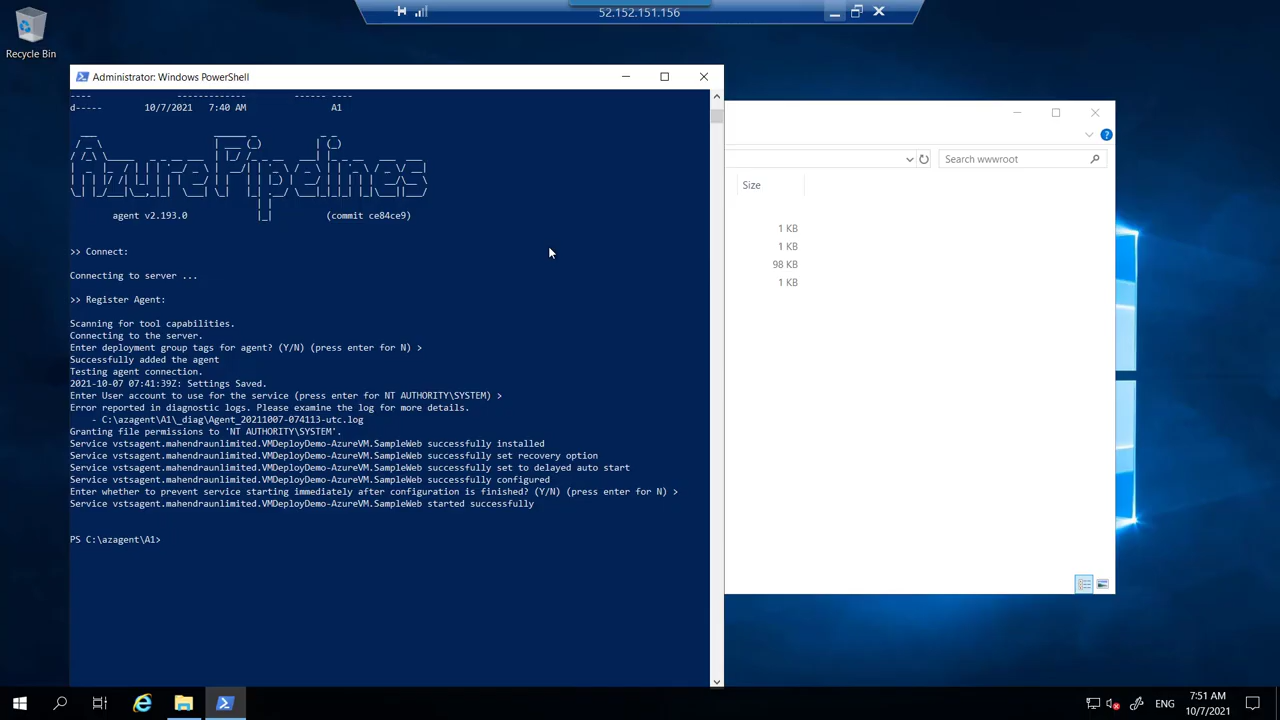 52.152.151.156
Recycle Bin
Administrator: Windows PowerShell
----                 -------------         ------ ----
d-----        10/7/2021   7:40 AM                A1
Azure Pipelines
agent v2.193.0                          (commit ce84ce9)
>> Connect:
Connecting to server ...
>> Register Agent:
Scanning for tool capabilities.
Connecting to the server.
Enter deployment group tags for agent? (Y/N) (press enter for N) >
Successfully added the agent
Testing agent connection.
2021-10-07 07:41:39Z: Settings Saved.
Enter User account to use for the service (press enter for NT AUTHORITY\SYSTEM) >
Error reported in diagnostic logs. Please examine the log for more details.
    - C:\azagent\A1\_diag\Agent_20211007-074113-utc.log
Granting file permissions to 'NT AUTHORITY\SYSTEM'.
Service vstsagent.mahendraunlimited.VMDeployDemo-AzureVM.SampleWeb successfully installed
Service vstsagent.mahendraunlimited.VMDeployDemo-AzureVM.SampleWeb successfully set recovery option
Service vstsagent.mahendraunlimited.VMDeployDemo-AzureVM.SampleWeb successfully set to delayed auto start
Service vstsagent.mahendraunlimited.VMDeployDemo-AzureVM.SampleWeb successfully configured
Enter whether to prevent service starting immediately after configuration is finished? (Y/N) (press enter for N) >
Service vstsagent.mahendraunlimited.VMDeployDemo-AzureVM.SampleWeb started successfully
PS C:\azagent\A1>
Search wwwroot
Size
1 KB
1 KB
98 KB
1 KB
ENG
7:51 AM
10/7/2021